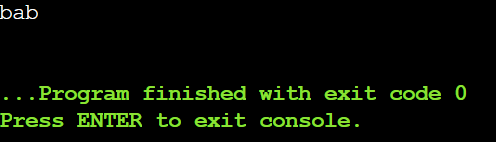 bab
...Program finished with exit code 0
Press ENTER to exit console.